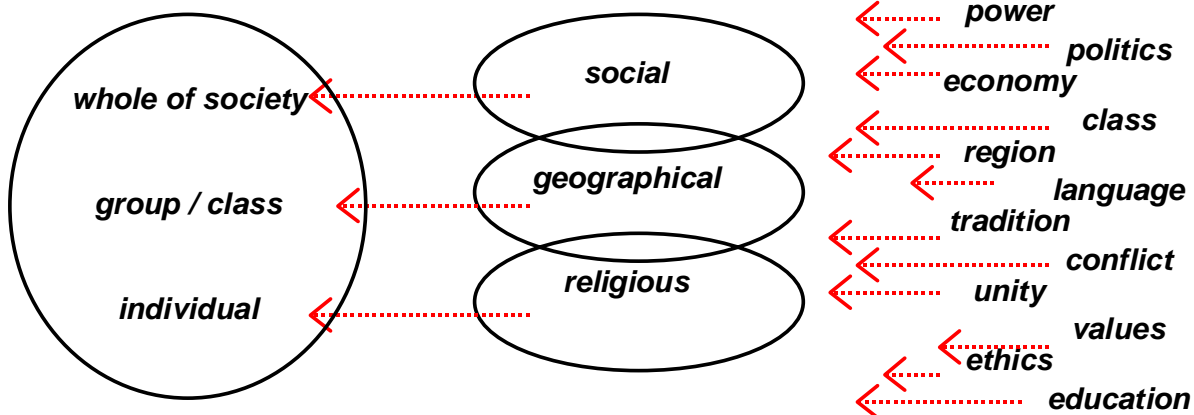 whole of society
group / class
individual
social
geographical
religious
power
politics
economy
class
region
language
tradition
conflict
unity
values
ethics
education